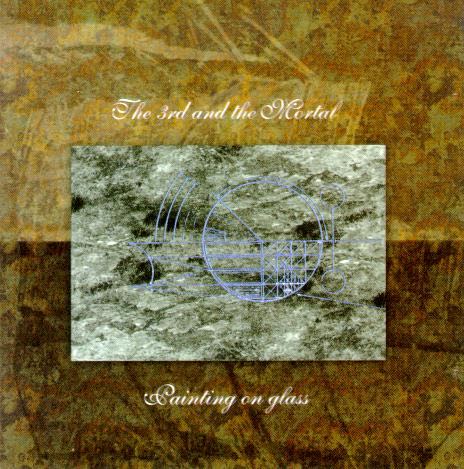 The 3rd and the Mortal
Painting on glass